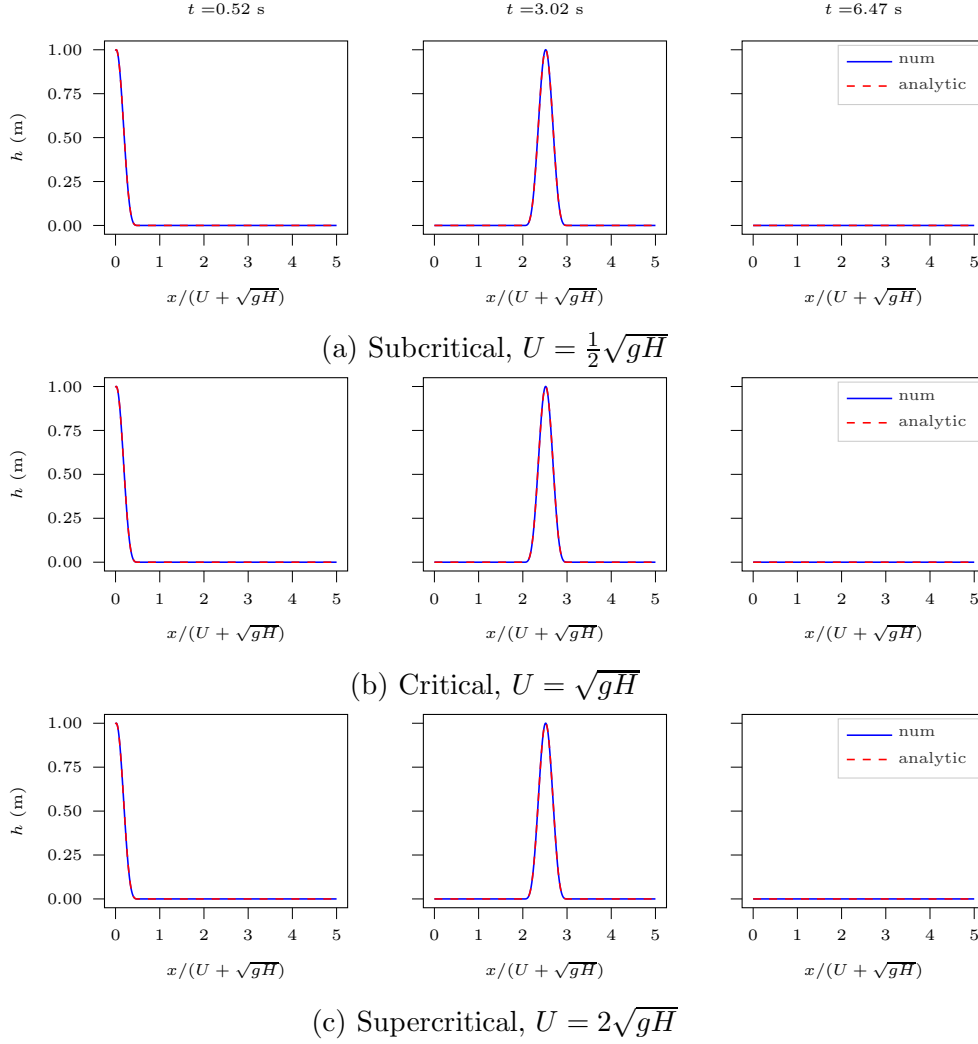 t =0.52 s t =3.02 s t =6.47 s
num
analytic
h (m)
1.00
0.75
0.50
0.25
0.00
0 1 2 3 4 5 0 1 2 3 4 5 0 1 2 3 4 5
x/(U + √gH) x/(U + √gH) x/(U + √gH)
(a) Subcritical, U = ½√gH
num
analytic
h (m)
1.00
0.75
0.50
0.25
0.00
0 1 2 3 4 5 0 1 2 3 4 5 0 1 2 3 4 5
x/(U + √gH) x/(U + √gH) x/(U + √gH)
(b) Critical, U = √gH
num
analytic
h (m)
1.00
0.75
0.50
0.25
0.00
0 1 2 3 4 5 0 1 2 3 4 5 0 1 2 3 4 5
x/(U + √gH) x/(U + √gH) x/(U + √gH)
(c) Supercritical, U = 2√gH